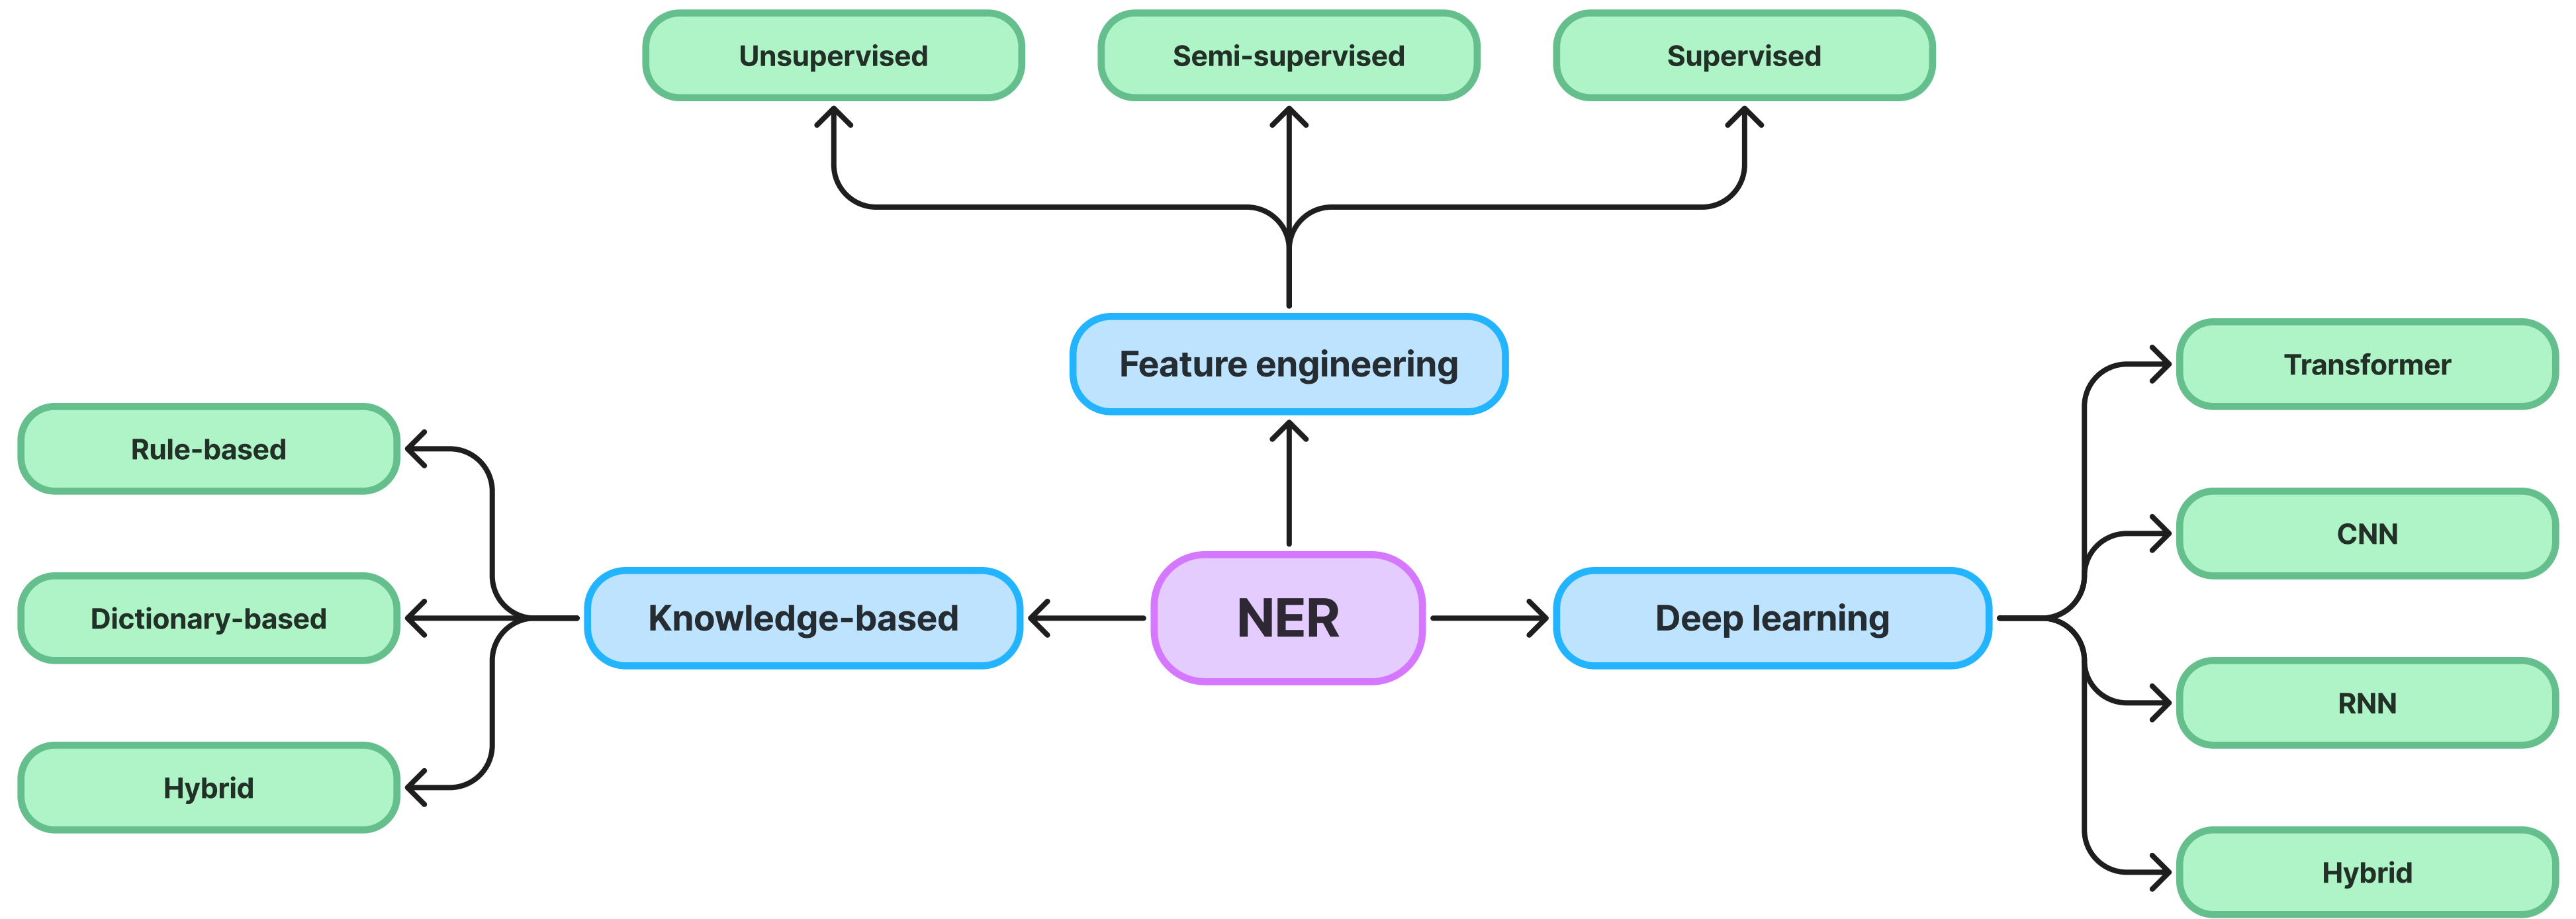 Unsupervised
Semi-supervised
Supervised
Feature engineering
Transformer
Rule-based
CNN
Dictionary-based
Knowledge-based
NER
Deep learning
RNN
Hybrid
Hybrid